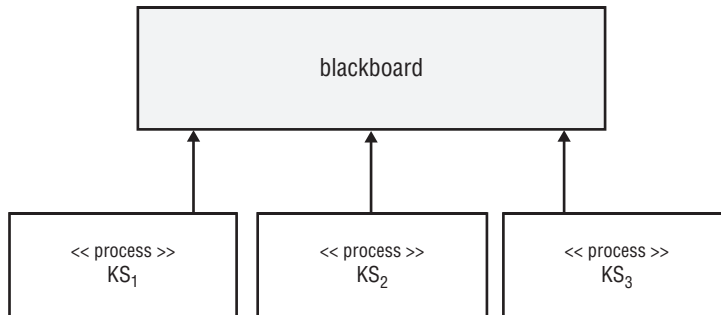 blackboard
<< process >>
KS₁
<< process >>
KS₂
<< process >>
KS₃